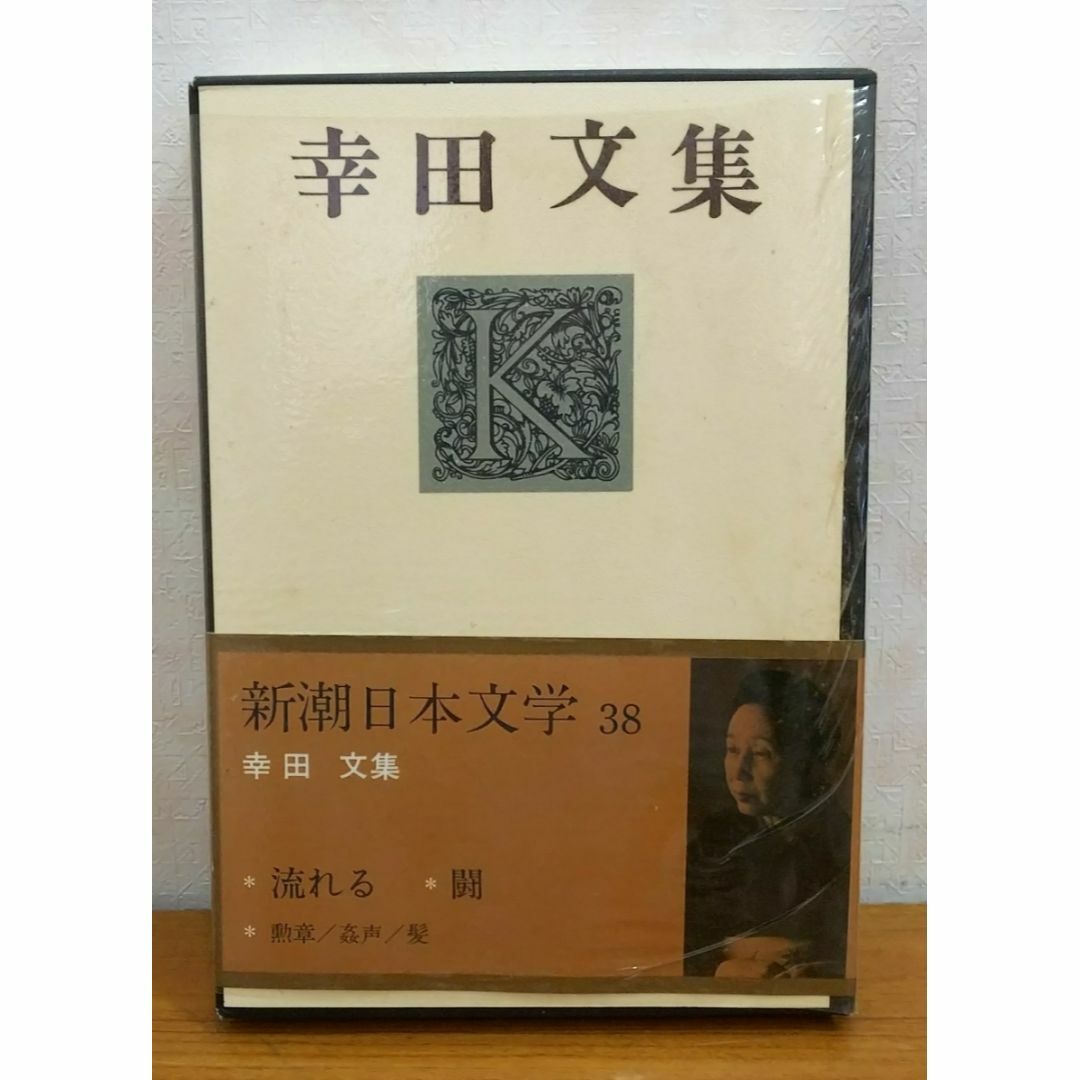 幸田 文集
K
新潮日本文学 38
幸田 文集
* 流れる * 闘
* 勲章／姦声／髪